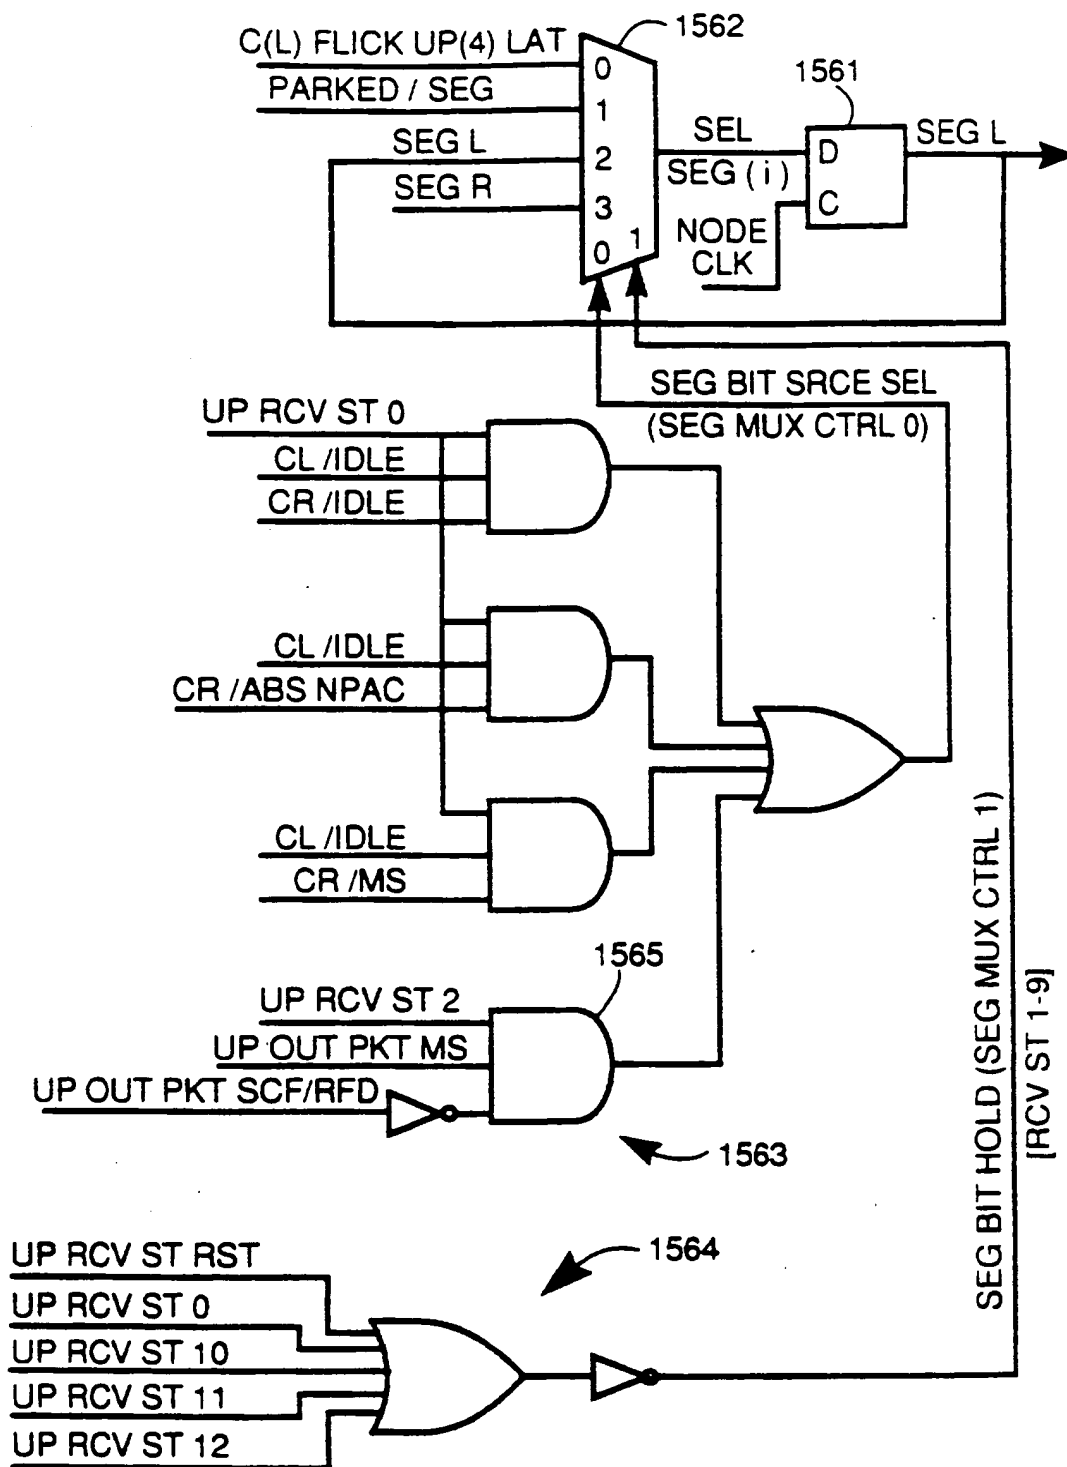 1562
C(L) FLICK UP(4) LAT
0
1561
PARKED / SEG
1
SEL
SEG L
SEG L
2
D
SEG (i)
SEG R
3
C
NODE
CLK
0
1
SEG BIT SRCE SEL
(SEG MUX CTRL 0)
UP RCV ST 0
CL /IDLE
CR /IDLE
CL /IDLE
CR /ABS NPAC
CL /IDLE
CR /MS
SEG BIT HOLD (SEG MUX CTRL 1)
[RCV ST 1-9]
1565
UP RCV ST 2
UP OUT PKT MS
UP OUT PKT SCF/RFD
1563
1564
UP RCV ST RST
UP RCV ST 0
UP RCV ST 10
UP RCV ST 11
UP RCV ST 12